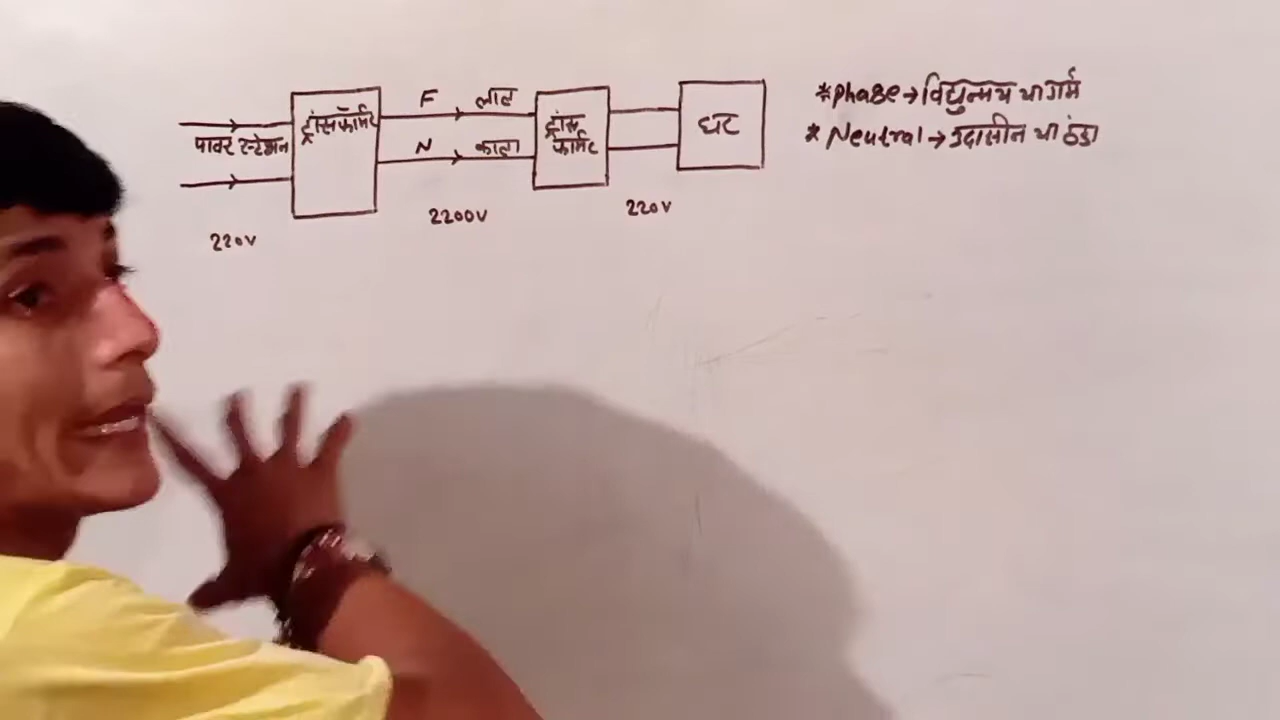 पावर स्टेशन
220V
ट्रांसफॉर्मर
F
लाल
N
काला
2200V
ट्रांस
फार्मर
220V
घर
*Phase→विद्युन्मय या गर्म
*Neutral→उदासीन या ठंडा